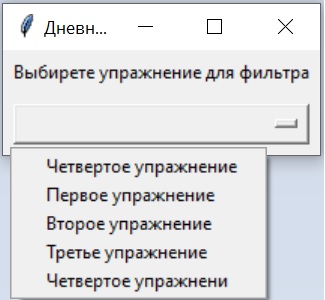 Дневн...
Выбирете упражнение для фильтра
Четвертое упражнение
Первое упражнение
Второе упражнение
Третье упражнение
Четвертое упражнени